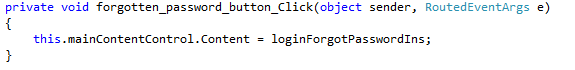 private void forgotten_password_button_Click(object sender, RoutedEventArgs e)
{
    this.mainContentControl.Content = loginForgotPasswordIns;
}